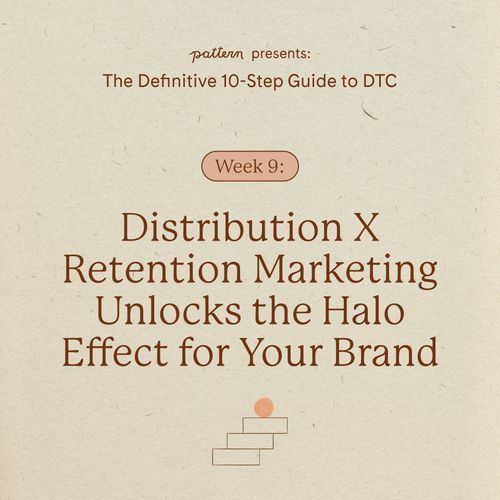 pattern presents:
The Definitive 10-Step Guide to DTC
Week 9:
Distribution X
Retention Marketing
Unlocks the Halo
Effect for Your Brand